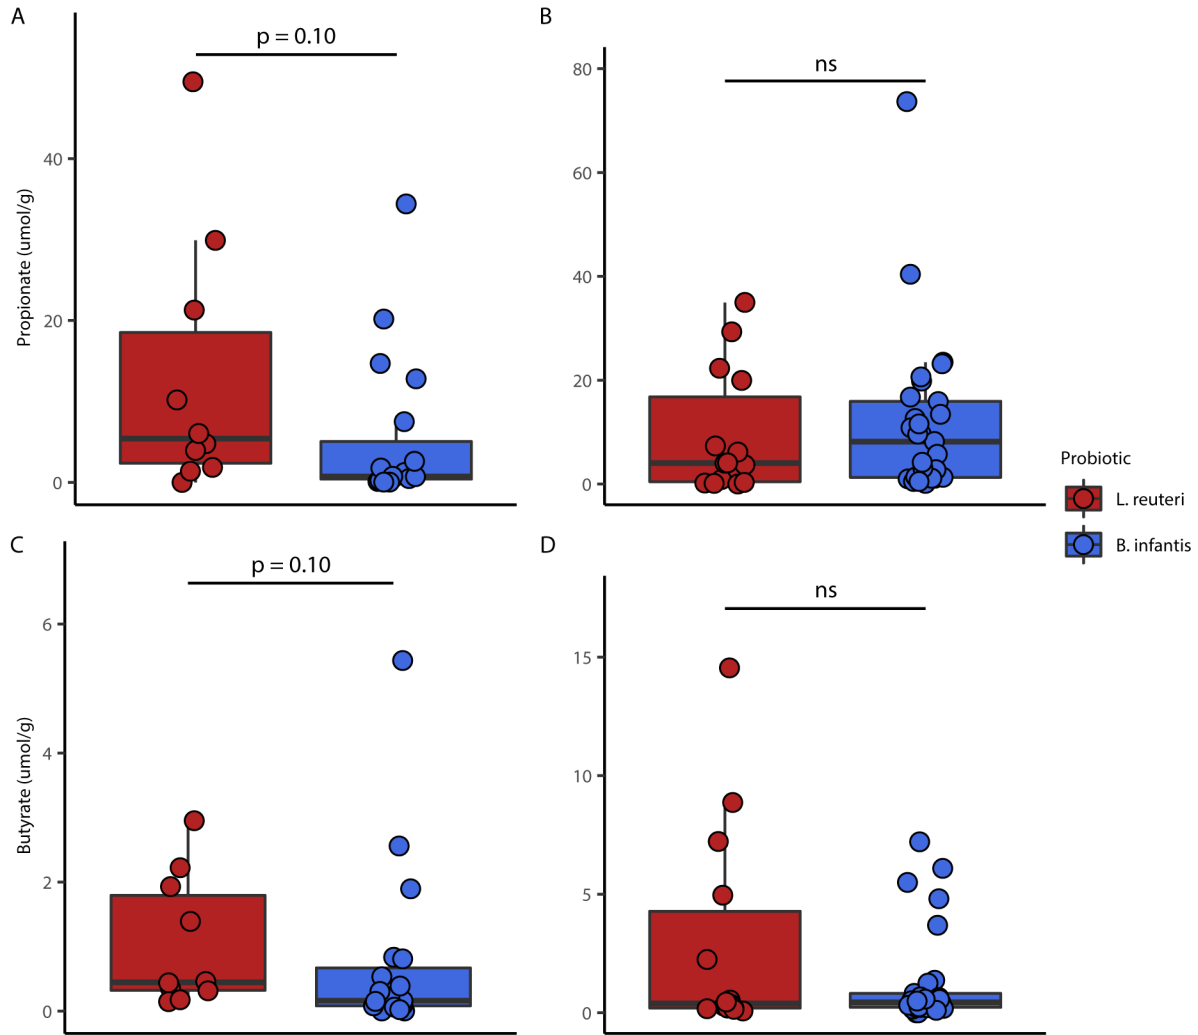 A
p = 0.10
Propionate (umol/g)
40
20
0
B
ns
80
60
40
20
0
Probiotic
L. reuteri
B. infantis
C
p = 0.10
Butyrate (umol/g)
6
4
2
0
D
ns
15
10
5
0